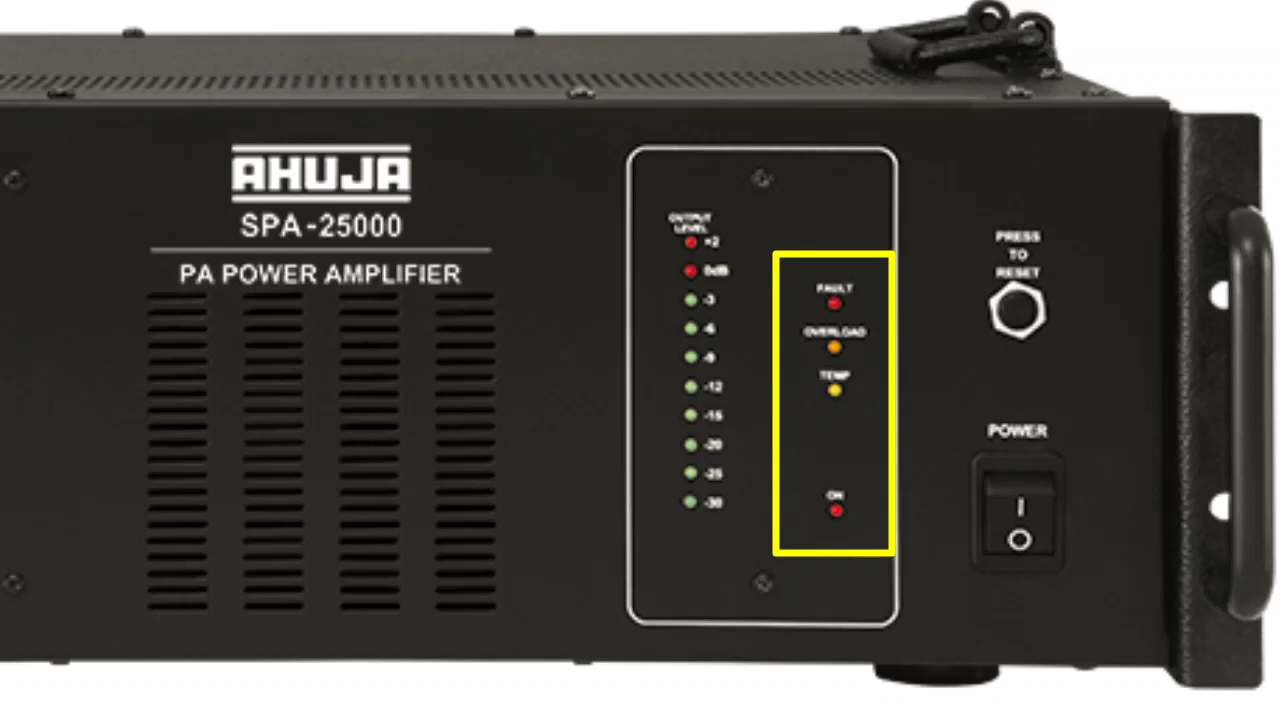 AHUJA
SPA-25000
PA POWER AMPLIFIER
OUTPUT
LEVEL
+2
0dB
-3
-6
-9
-12
-15
-20
-25
-30
FAULT
OVERLOAD
TEMP
ON
PRESS
TO
RESET
POWER
I
O